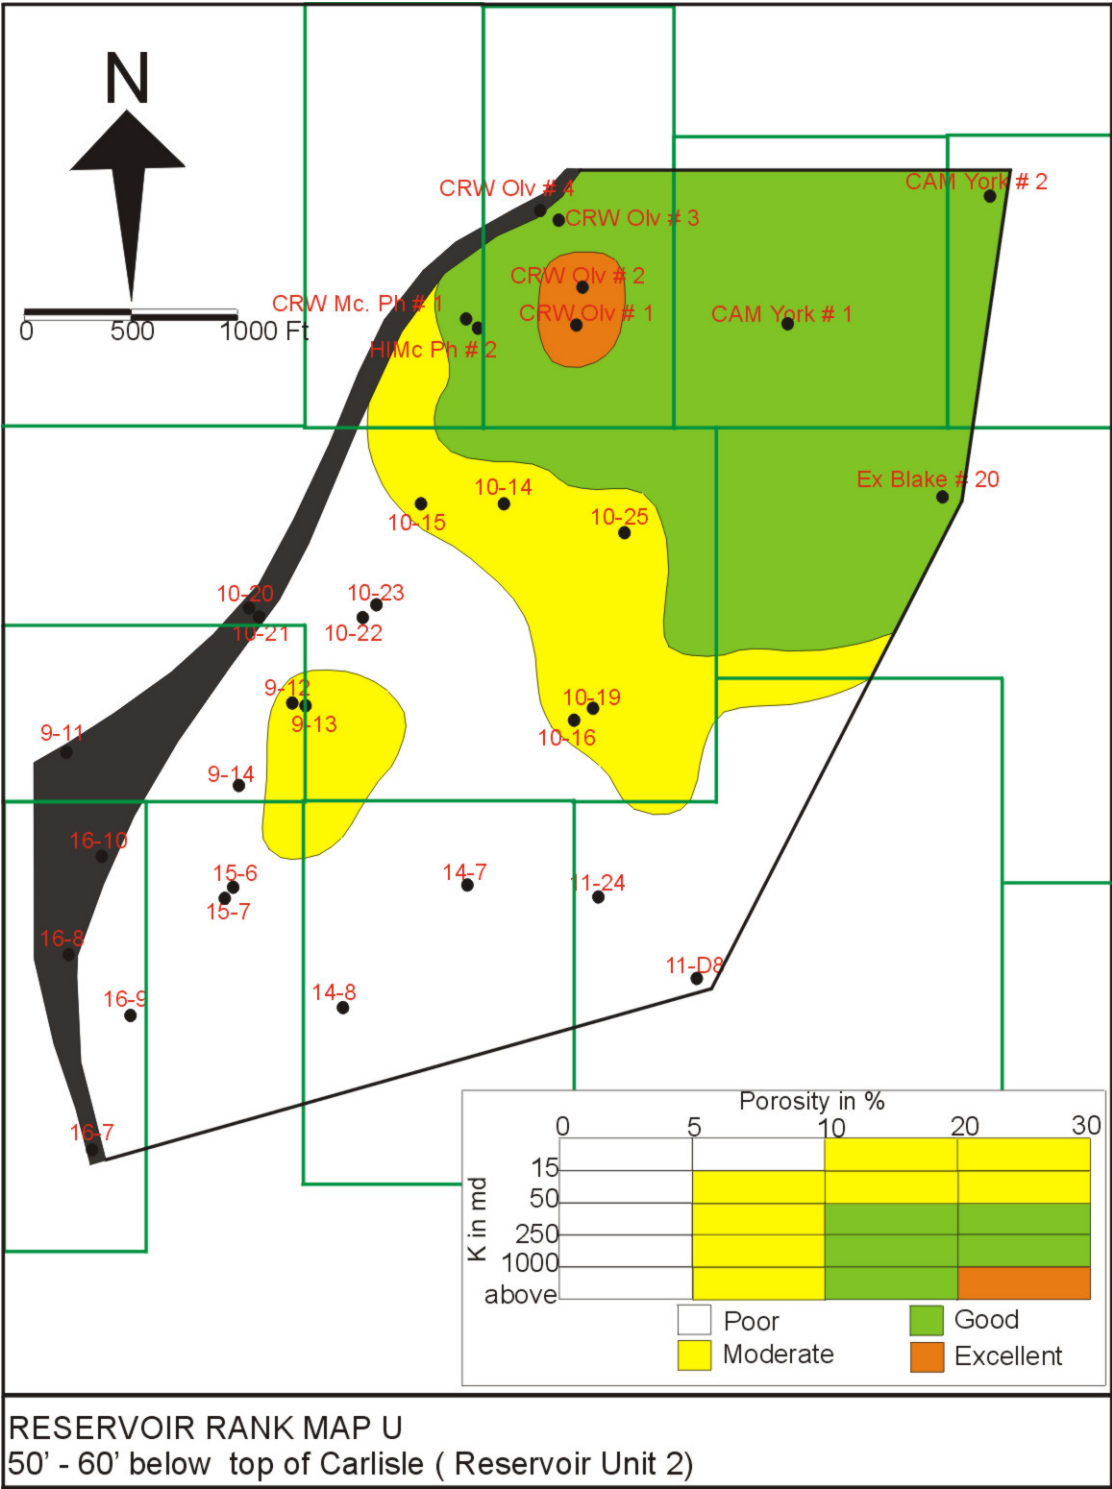 N
0 500 1000 Ft
CRW Olv # 4
CAM York # 2
CRW Olv # 3
CRW Olv # 2
CRW Mc. Ph # 1
CRW Olv # 1
CAM York # 1
HIMc Ph # 2
Ex Blake # 20
10-14
10-15
10-25
10-20
10-23
10-21
10-22
9-12
10-19
9-13
9-11
10-16
9-14
16-10
15-6
14-7
11-24
15-7
16-8
11-D8
16-9
14-8
16-7
Porosity in %
0 5 10 20 30
K in md
15
50
250
1000
above
Poor
Good
Moderate
Excellent
RESERVOIR RANK MAP U
50' - 60' below top of Carlisle ( Reservoir Unit 2)